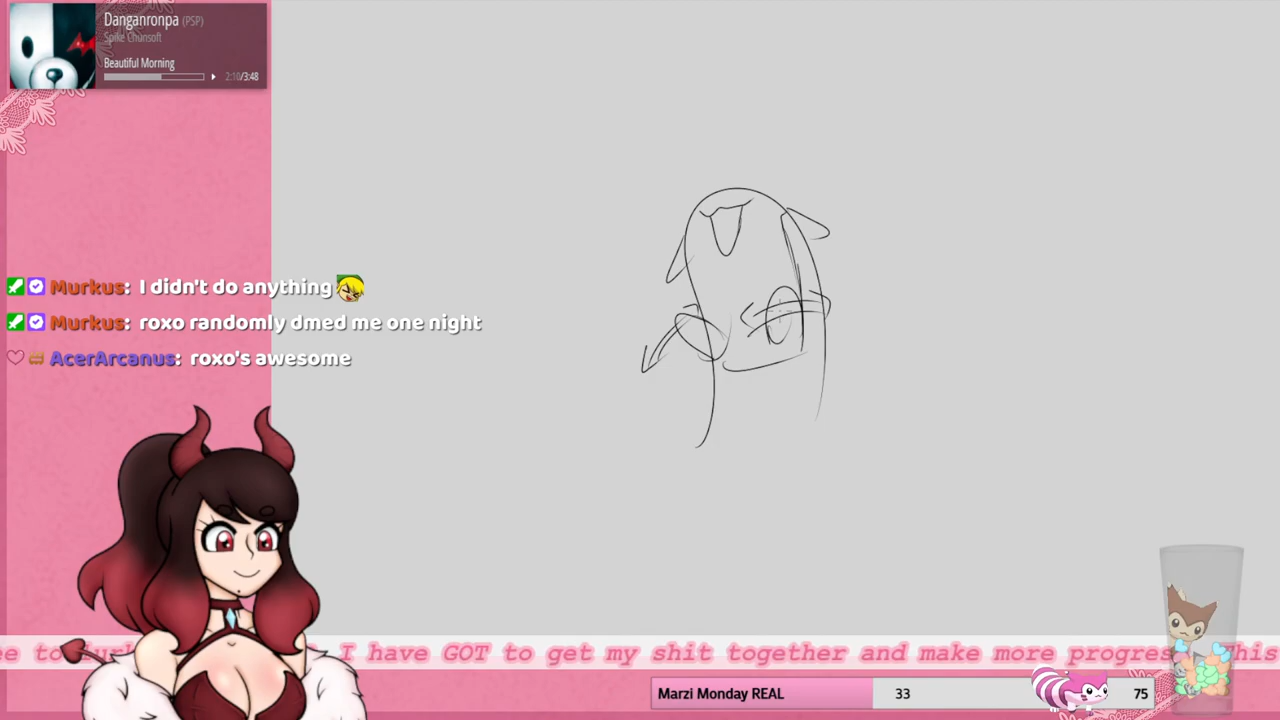 Danganronpa (PSP)
Spike Chunsoft
Beautiful Morning
2:10/3:48
Murkus: I didn't do anything
Murkus: roxo randomly dmed me one night
AcerArcanus: roxo's awesome
I have GOT to get my shit together and make more This
Marzi Monday REAL 33 75